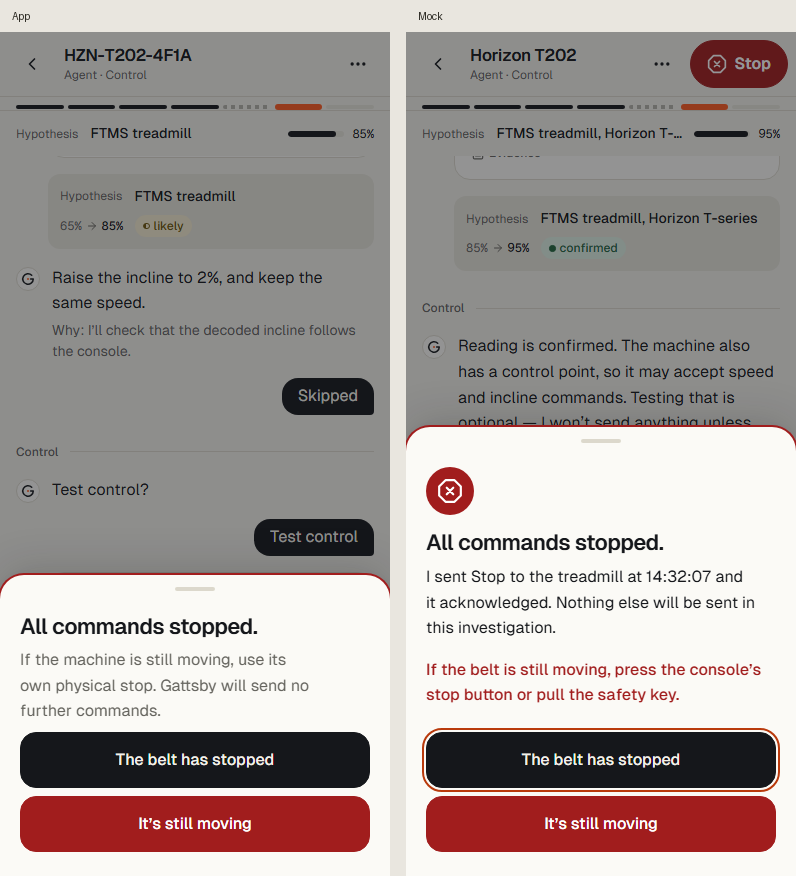 App
HZN-T202-4F1A
Agent · Control
Hypothesis FTMS treadmill 85%
Hypothesis FTMS treadmill
65% → 85% likely
G Raise the incline to 2%, and keep the
same speed.
Why: I’ll check that the decoded incline follows
the console.
Skipped
Control
G Test control?
Test control
All commands stopped.
If the machine is still moving, use its
own physical stop. Gattsby will send no
further commands.
The belt has stopped
It’s still moving
Mock
Horizon T202
Agent · Control
Stop
Hypothesis FTMS treadmill, Horizon T-… 95%
Evidence
Hypothesis FTMS treadmill, Horizon T-series
85% → 95% confirmed
Control
G Reading is confirmed. The machine also
has a control point, so it may accept speed
and incline commands. Testing that is
optional — I won’t send anything unless
All commands stopped.
I sent Stop to the treadmill at 14:32:07 and
it acknowledged. Nothing else will be sent in
this investigation.
If the belt is still moving, press the console’s
stop button or pull the safety key.
The belt has stopped
It’s still moving